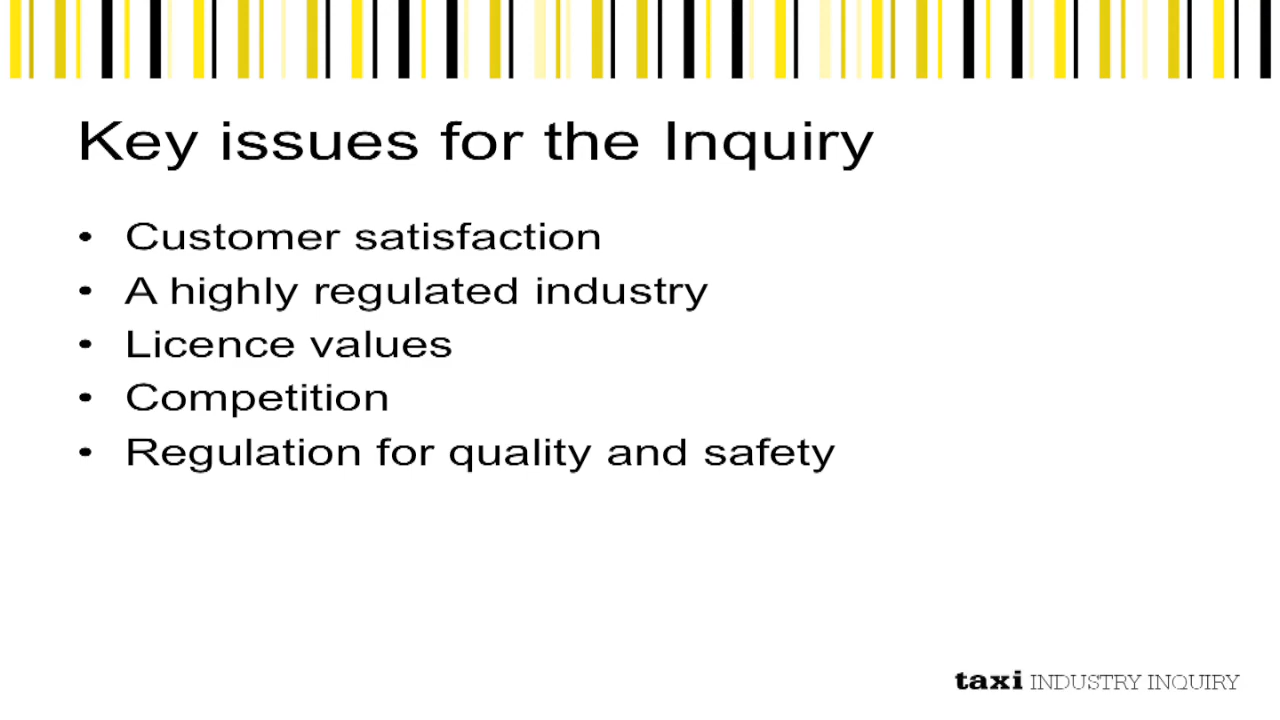 Key issues for the Inquiry
• Customer satisfaction
• A highly regulated industry
• Licence values
• Competition
• Regulation for quality and safety
taxi INDUSTRY INQUIRY